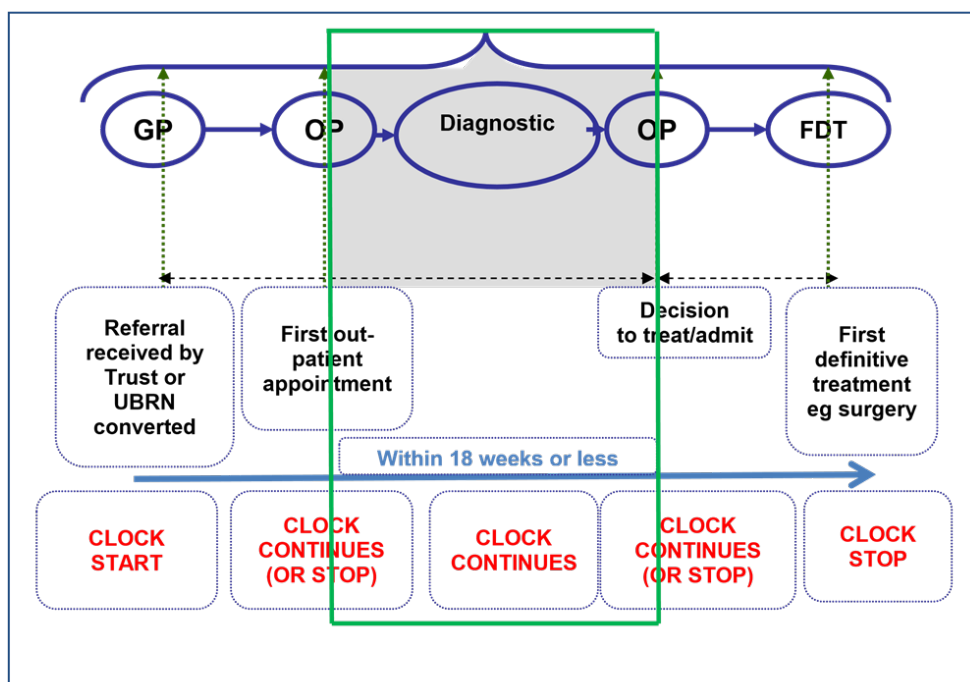 GP
OP
Diagnostic
OP
FDT
Referral
received by
Trust or
UBRN
converted
First out-
patient
appointment
Decision
to treat/admit
First
definitive
treatment
eg surgery
Within 18 weeks or less
CLOCK
START
CLOCK
CONTINUES
(OR STOP)
CLOCK
CONTINUES
CLOCK
CONTINUES
(OR STOP)
CLOCK
STOP